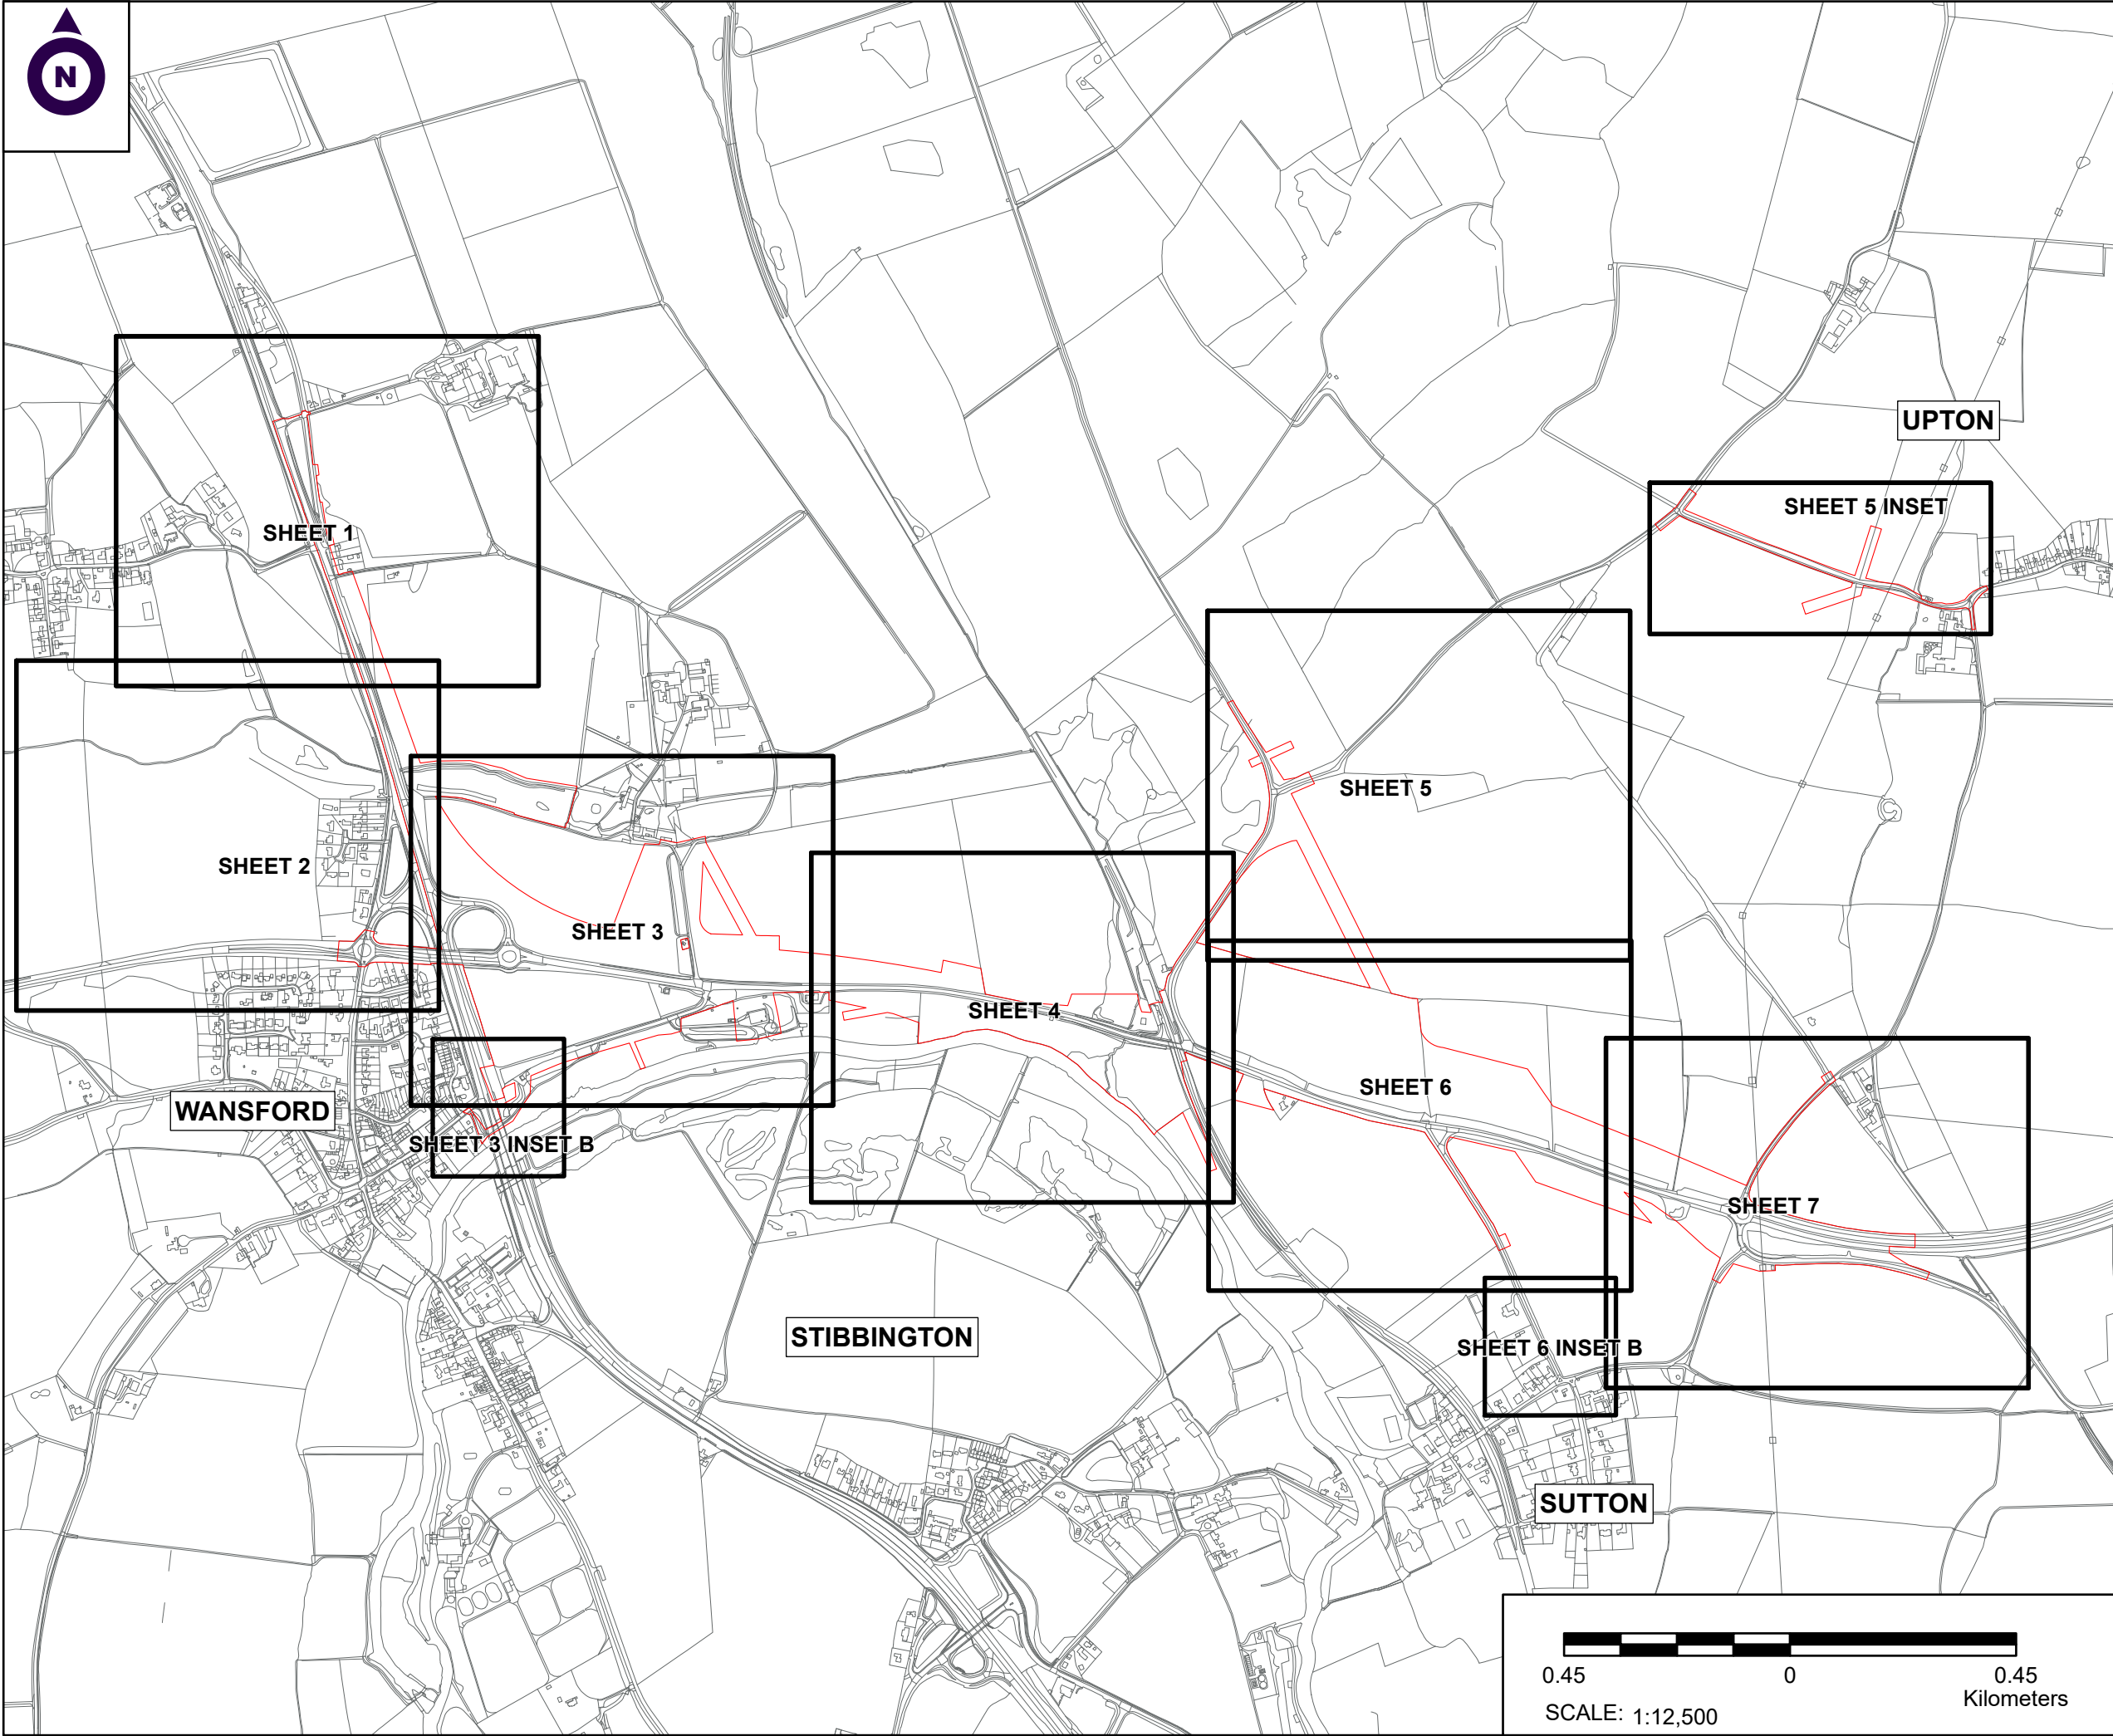 N
UPTON
SHEET 5 INSET
SHEET 1
SHEET 5
SHEET 2
SHEET 3
SHEET 4
SHEET 6
WANSFORD
SHEET 3 INSET B
SHEET 7
STIBBINGTON
SHEET 6 INSET B
SUTTON
0.45 0 0.45
Kilometers
SCALE: 1:12,500